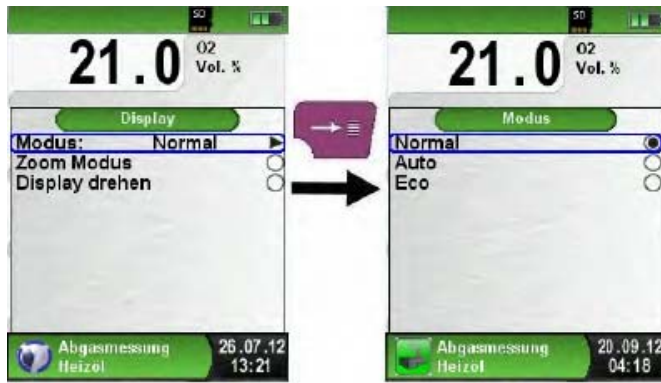 SD
21.0 O2
Vol. %
Display
Modus: Normal
Zoom Modus
Display drehen
Abgasmessung
Heizöl
26.07.12
13:21
SD
21.0 O2
Vol. %
Modus
Normal
Auto
Eco
Abgasmessung
Heizöl
20.09.12
04:18